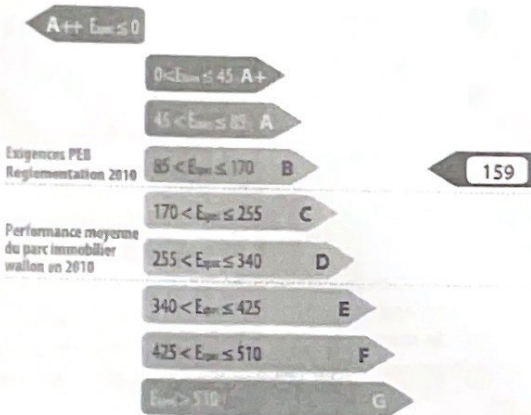 A++ Espec ≤ 0
0 < Espec ≤ 45 A+
45 < Espec ≤ 85 A
Exigences PEB
Réglementation 2010
85 < Espec ≤ 170 B
159
170 < Espec ≤ 255 C
Performance moyenne
du parc immobilier
wallon en 2010
255 < Espec ≤ 340 D
340 < Espec ≤ 425 E
425 < Espec ≤ 510 F
Espec > 510 G